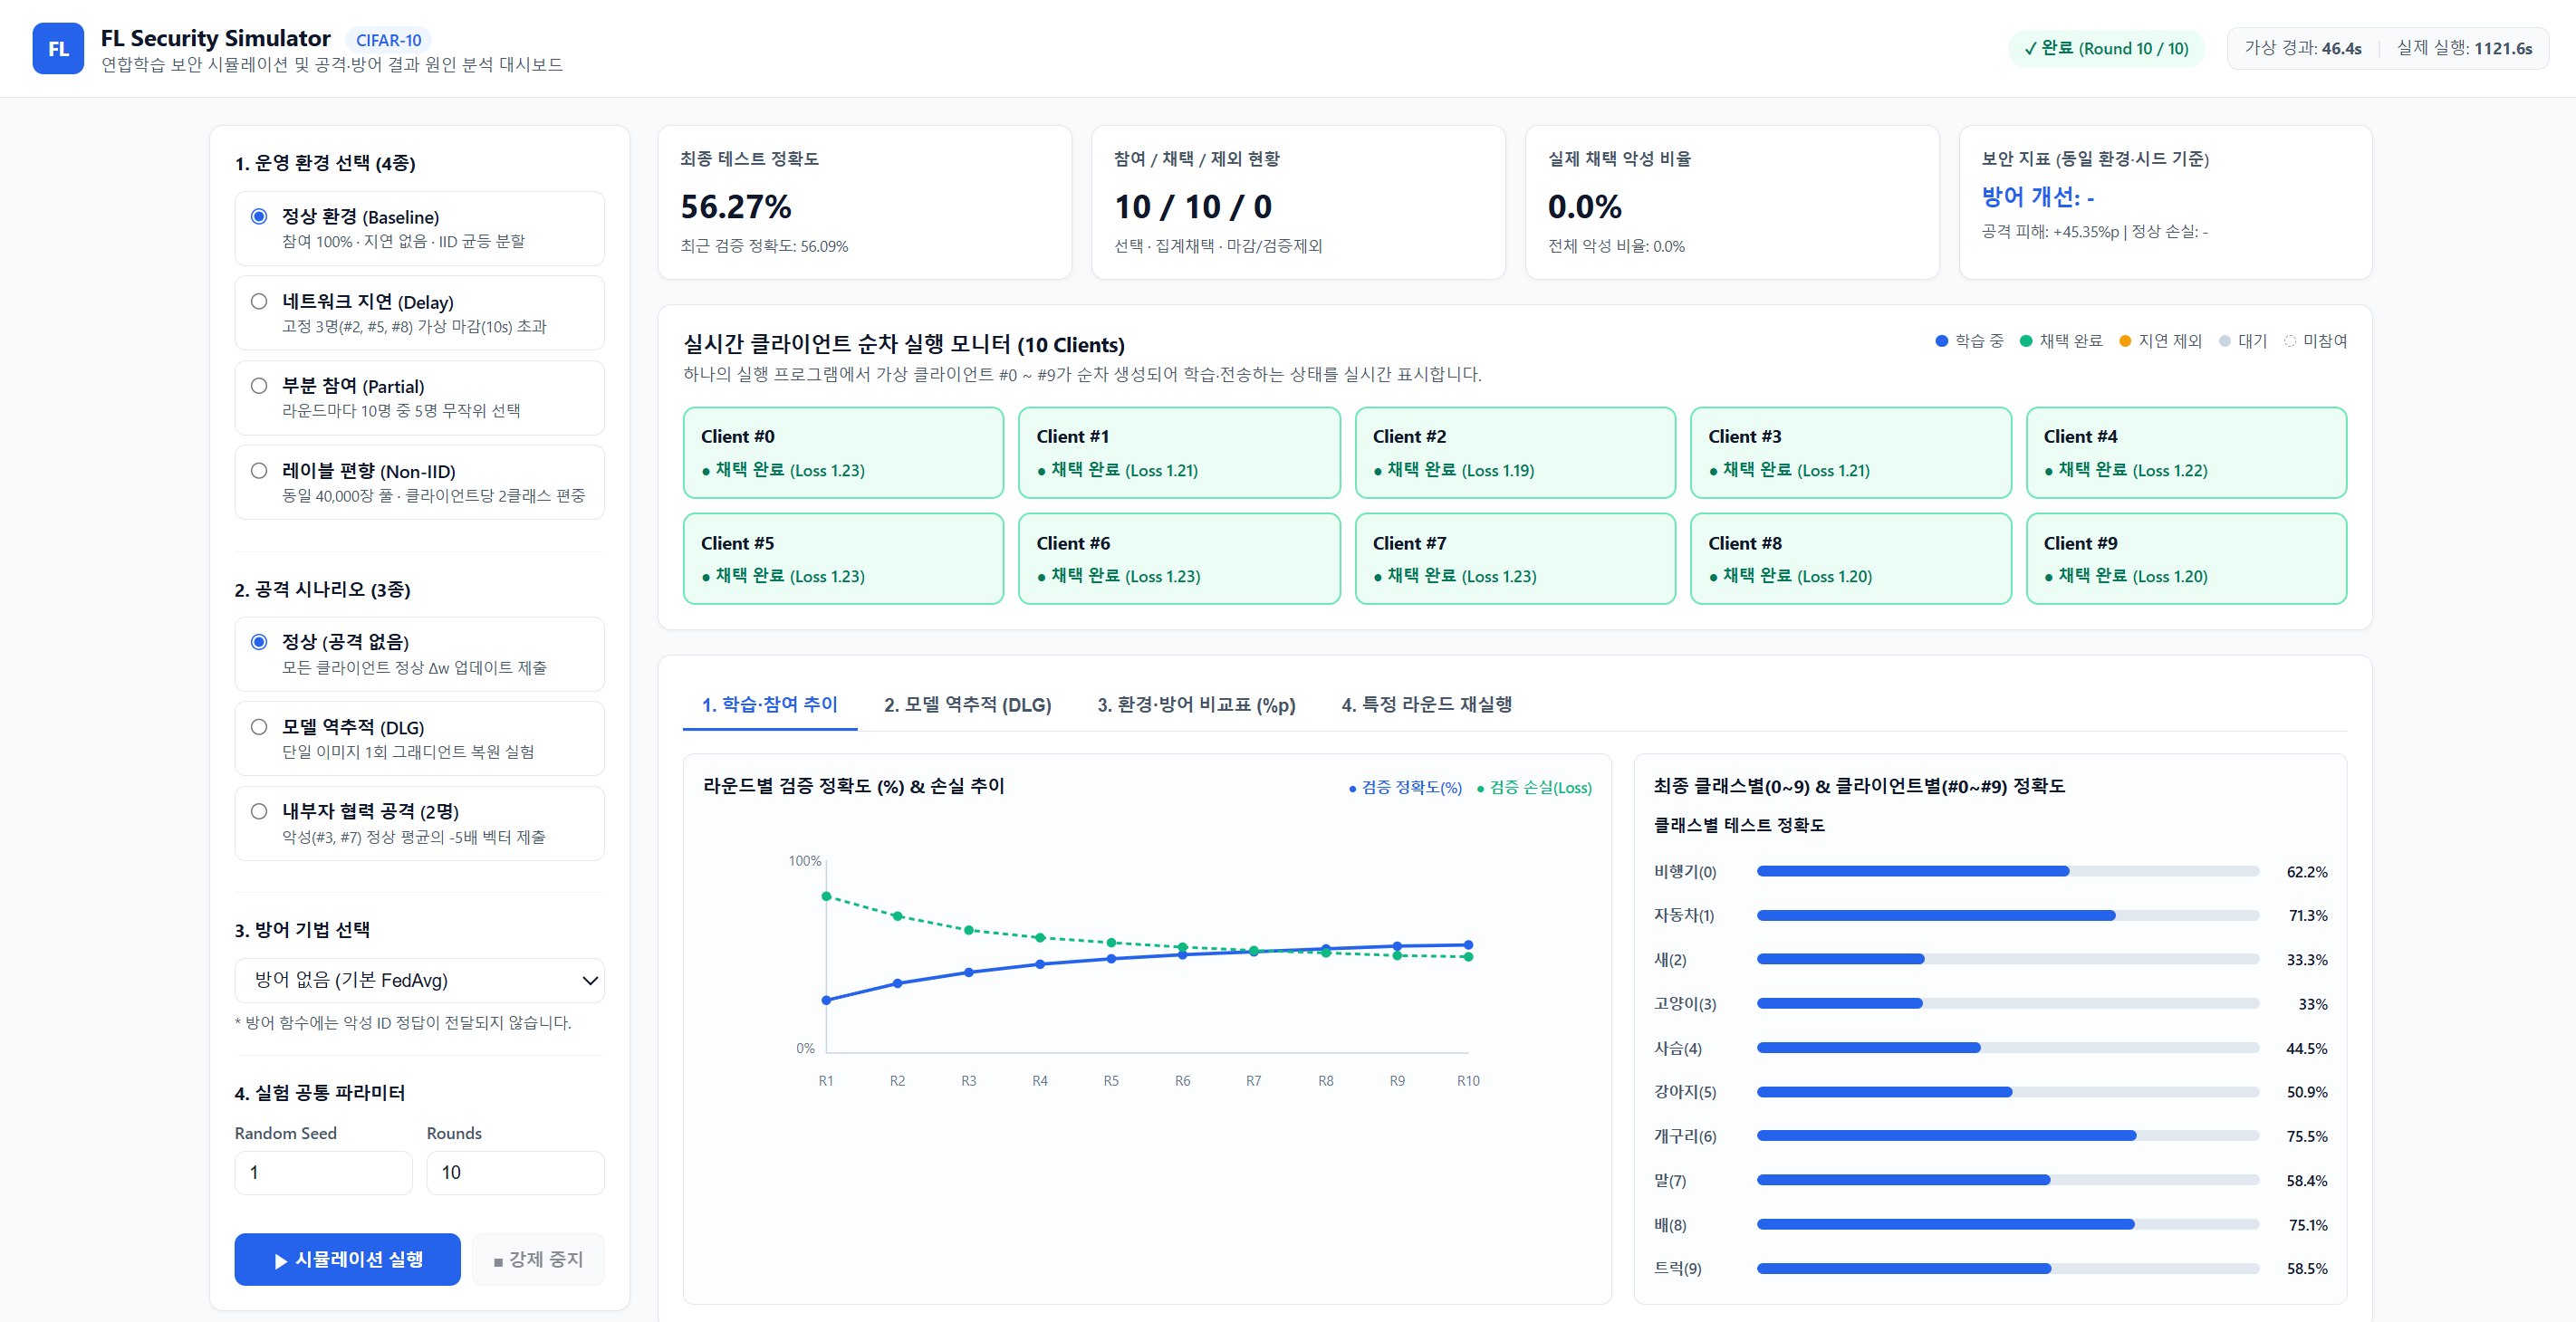 FL
FL Security Simulator
CIFAR-10
연합학습 보안 시뮬레이션 및 공격·방어 결과 원인 분석 대시보드
✓ 완료 (Round 10 / 10)
가상 경과: 46.4s | 실제 실행: 1121.6s
1. 운영 환경 선택 (4종)
정상 환경 (Baseline)
참여 100% · 지연 없음 · IID 균등 분할
네트워크 지연 (Delay)
고정 3명(#2, #5, #8) 가상 마감(10s) 초과
부분 참여 (Partial)
라운드마다 10명 중 5명 무작위 선택
레이블 편향 (Non-IID)
동일 40,000장 풀 · 클라이언트당 2클래스 편중
2. 공격 시나리오 (3종)
정상 (공격 없음)
모든 클라이언트 정상 Δw 업데이트 제출
모델 역추적 (DLG)
단일 이미지 1회 그래디언트 복원 실험
내부자 협력 공격 (2명)
악성(#3, #7) 정상 평균의 -5배 벡터 제출
3. 방어 기법 선택
방어 없음 (기본 FedAvg)
* 방어 함수에는 악성 ID 정답이 전달되지 않습니다.
4. 실험 공통 파라미터
Random Seed
Rounds
1
10
▶ 시뮬레이션 실행
■ 강제 중지
최종 테스트 정확도
56.27%
최근 검증 정확도: 56.09%
참여 / 채택 / 제외 현황
10 / 10 / 0
선택 · 집계채택 · 마감/검증제외
실제 채택 악성 비율
0.0%
전체 악성 비율: 0.0%
보안 지표 (동일 환경·시드 기준)
방어 개선: -
공격 피해: +45.35%p | 정상 손실: -
실시간 클라이언트 순차 실행 모니터 (10 Clients)
하나의 실행 프로그램에서 가상 클라이언트 #0 ~ #9가 순차 생성되어 학습·전송하는 상태를 실시간 표시합니다.
학습 중
채택 완료
지연 제외
대기
미참여
Client #0
● 채택 완료 (Loss 1.23)
Client #1
● 채택 완료 (Loss 1.21)
Client #2
● 채택 완료 (Loss 1.19)
Client #3
● 채택 완료 (Loss 1.21)
Client #4
● 채택 완료 (Loss 1.22)
Client #5
● 채택 완료 (Loss 1.23)
Client #6
● 채택 완료 (Loss 1.23)
Client #7
● 채택 완료 (Loss 1.23)
Client #8
● 채택 완료 (Loss 1.20)
Client #9
● 채택 완료 (Loss 1.20)
1. 학습·참여 추이
2. 모델 역추적 (DLG)
3. 환경·방어 비교표 (%p)
4. 특정 라운드 재실행
라운드별 검증 정확도 (%) & 손실 추이
● 검증 정확도(%)
● 검증 손실(Loss)
100%
0%
R1
R2
R3
R4
R5
R6
R7
R8
R9
R10
최종 클래스별(0~9) & 클라이언트별(#0~#9) 정확도
클래스별 테스트 정확도
비행기(0) 62.2%
자동차(1) 71.3%
새(2) 33.3%
고양이(3) 33%
사슴(4) 44.5%
강아지(5) 50.9%
개구리(6) 75.5%
말(7) 58.4%
배(8) 75.1%
트럭(9) 58.5%